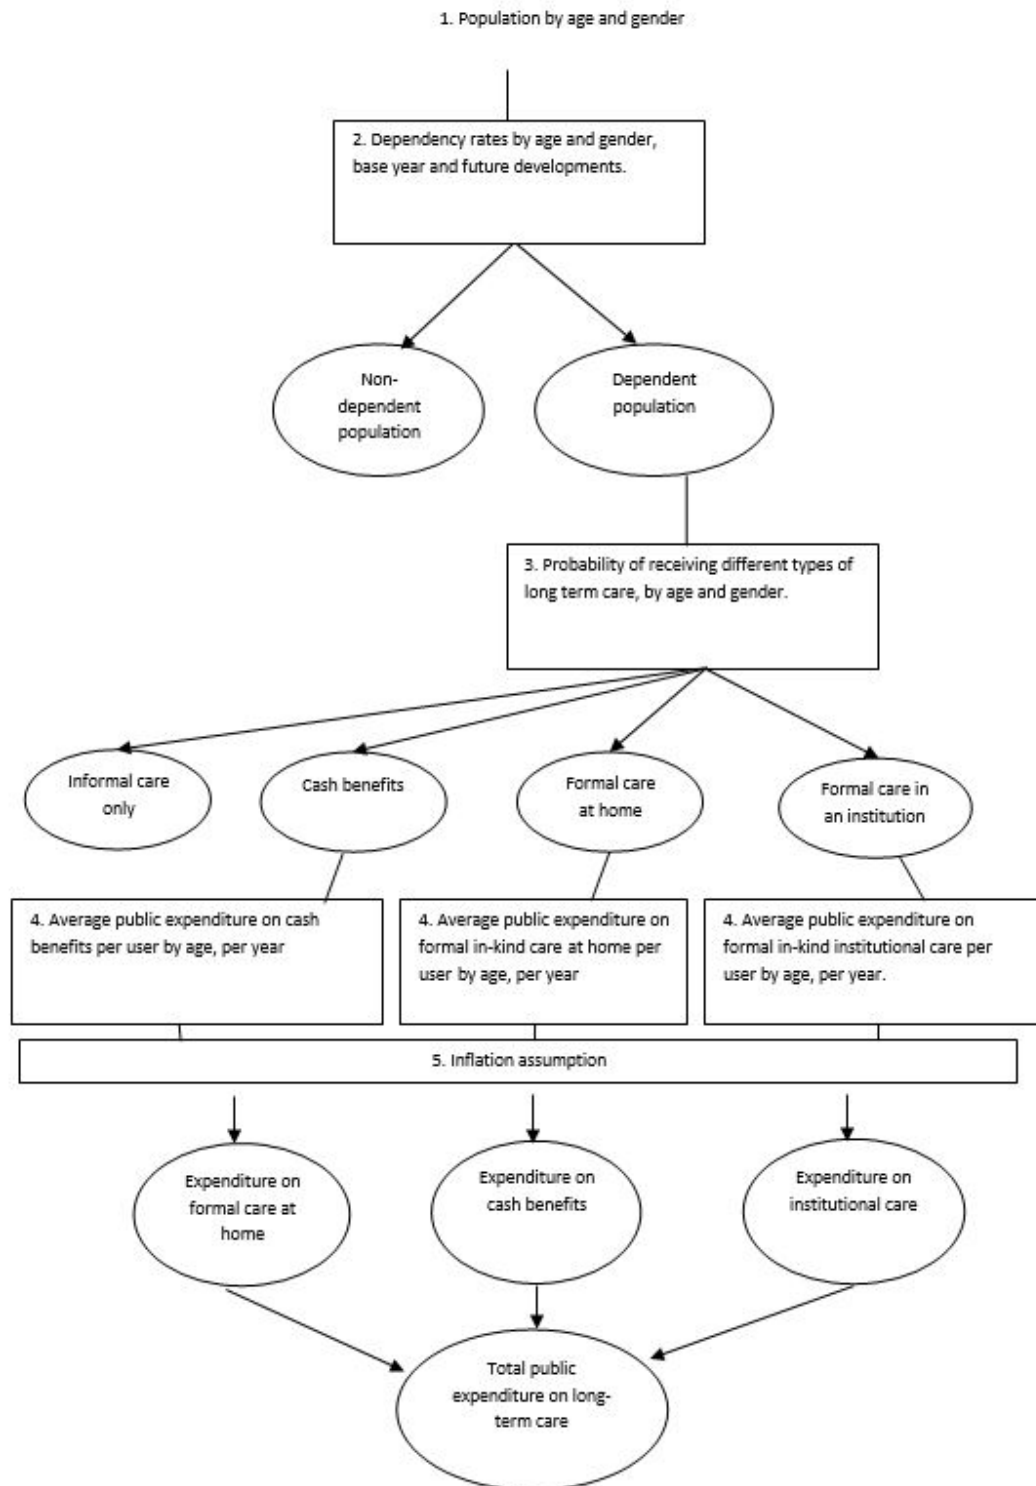 1. Population by age and gender
2. Dependency rates by age and gender,
base year and future developments.
Non-
dependent
population
Dependent
population
3. Probability of receiving different types of
long term care, by age and gender.
Informal care
only
Cash benefits
Formal care
at home
Formal care in
an institution
4. Average public expenditure on cash
benefits per user by age, per year
4. Average public expenditure on
formal in-kind care at home per
user by age, per year
4. Average public expenditure on
formal in-kind institutional care per
user by age, per year.
5. Inflation assumption
Expenditure on
formal care at
home
Expenditure on
cash benefits
Expenditure on
institutional care
Total public
expenditure on long-
term care